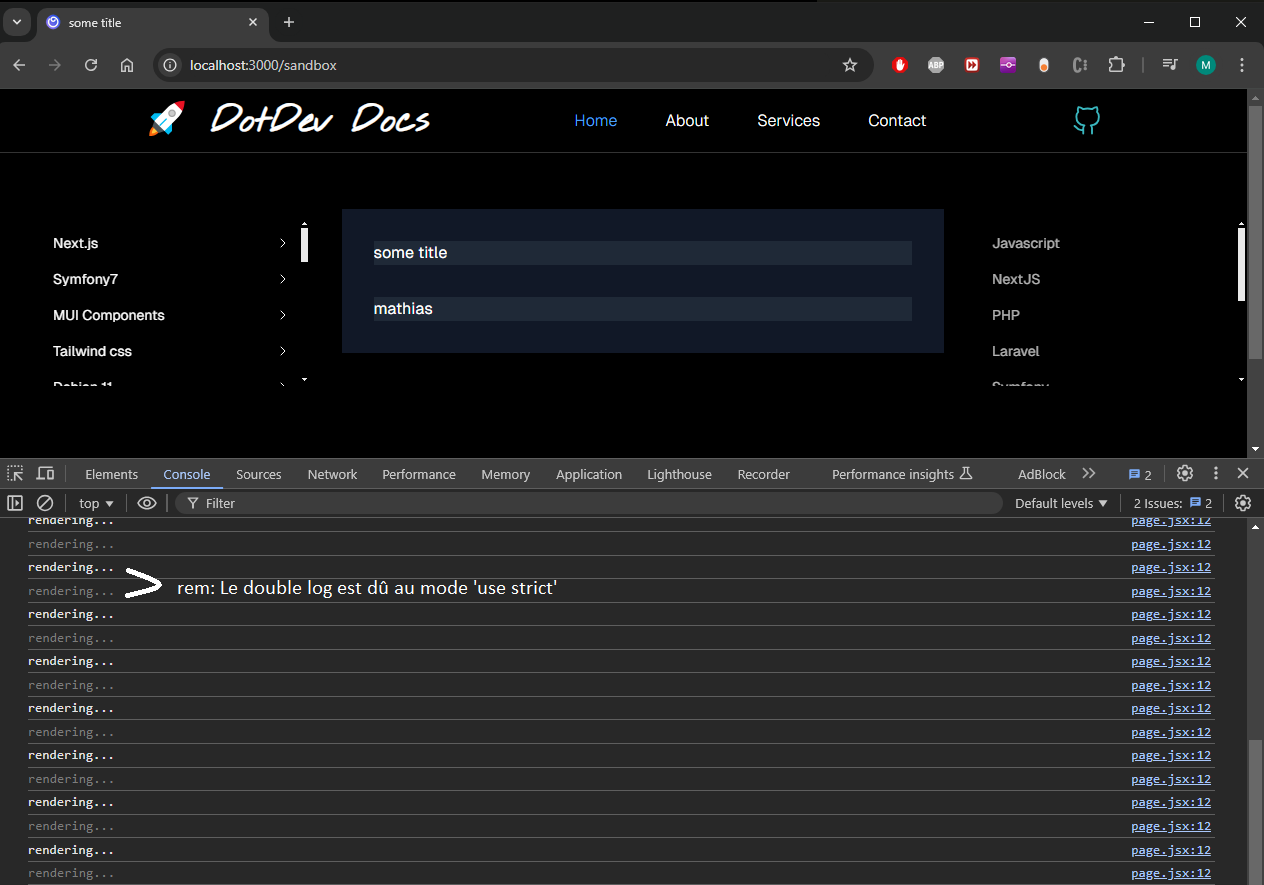 some title
localhost:3000/sandbox
ABP
M
DotDev Docs
Home
About
Services
Contact
Next.js
Symfony7
MUI Components
Tailwind css
Debian 11
some title
mathias
Javascript
NextJS
PHP
Laravel
Symfony
Elements
Console
Sources
Network
Performance
Memory
Application
Lighthouse
Recorder
Performance insights
AdBlock
2
top
Filter
Default levels
2 Issues: 2
rendering... page.jsx:12
rendering... page.jsx:12
rendering... page.jsx:12
rem: Le double log est dû au mode 'use strict'
rendering... page.jsx:12
rendering... page.jsx:12
rendering... page.jsx:12
rendering... page.jsx:12
rendering... page.jsx:12
rendering... page.jsx:12
rendering... page.jsx:12
rendering... page.jsx:12
rendering... page.jsx:12
rendering... page.jsx:12
rendering... page.jsx:12
rendering... page.jsx:12
rendering... page.jsx:12